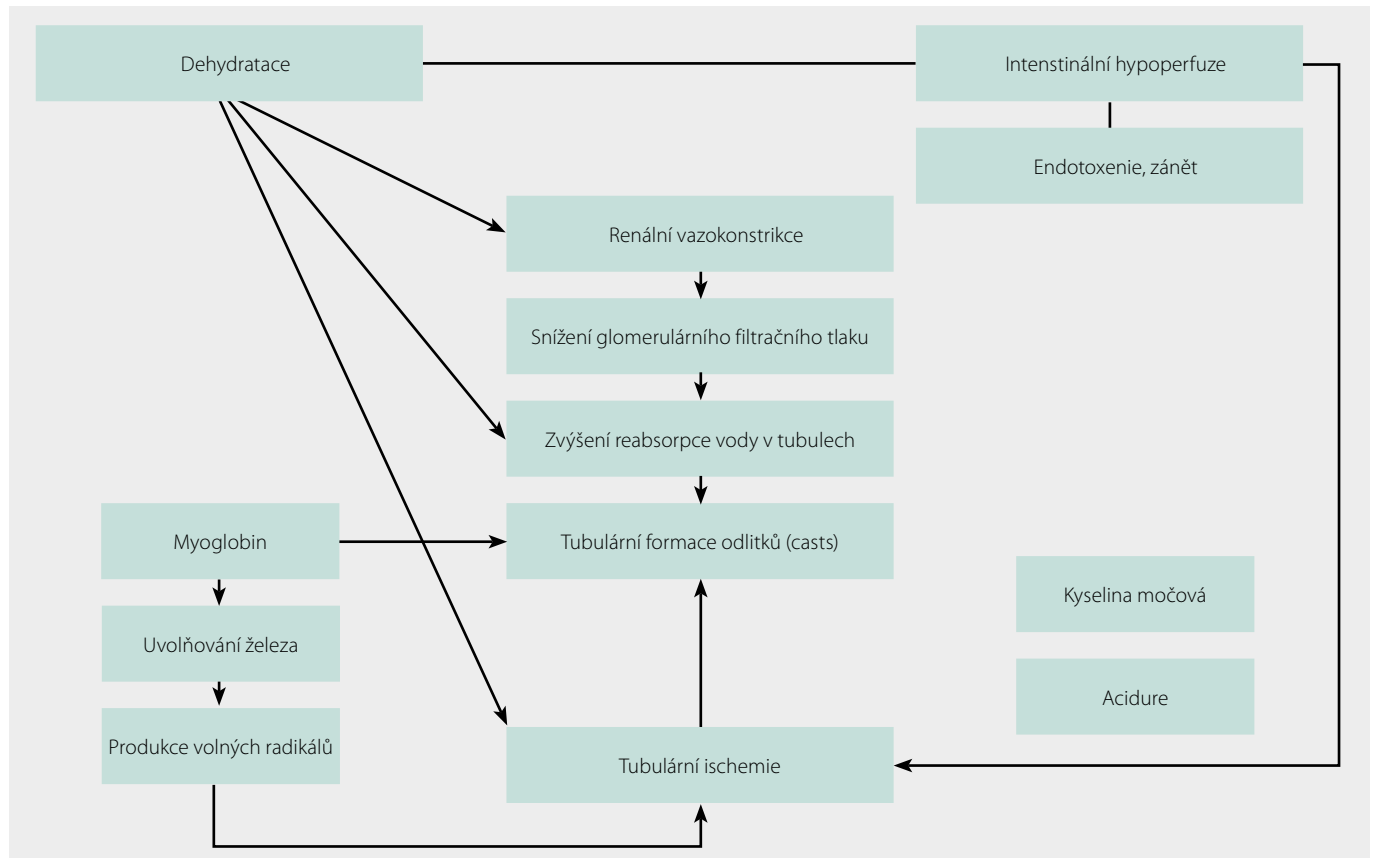 Dehydratace
Intenstinální hypoperfuze
Endotoxenie, zánět
Renální vazokonstrikce
Snížení glomerulárního filtračního tlaku
Zvýšení reabsorpce vody v tubulech
Myoglobin
Tubulární formace odlitků (casts)
Kyselina močová
Uvolňování železa
Acidure
Produkce volných radikálů
Tubulární ischemie